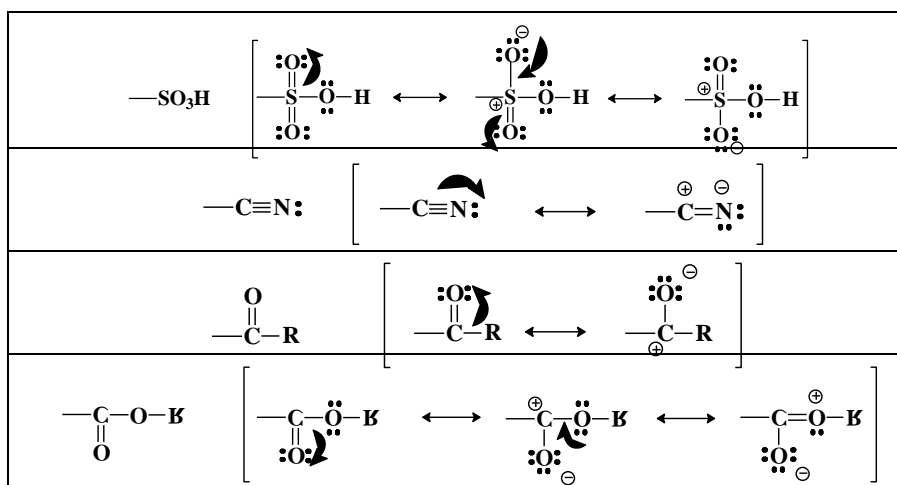 O O⊖ ⊕ O
—SO₃H [ —S—O—H ↔ —S—O—H ↔ —S—O—H ]
O ⊕ O O⊖
—C≡N: [ —C≡N: ↔ —C⊕=N⊖: ]
O O O⊖
—C—R [ —C—R ↔ —C—R ]
⊕
⊕ ⊕
—C—O—R [ —C—O—R ↔ —C—O—R ↔ —C=O—R ]
O O O⊖ O⊖